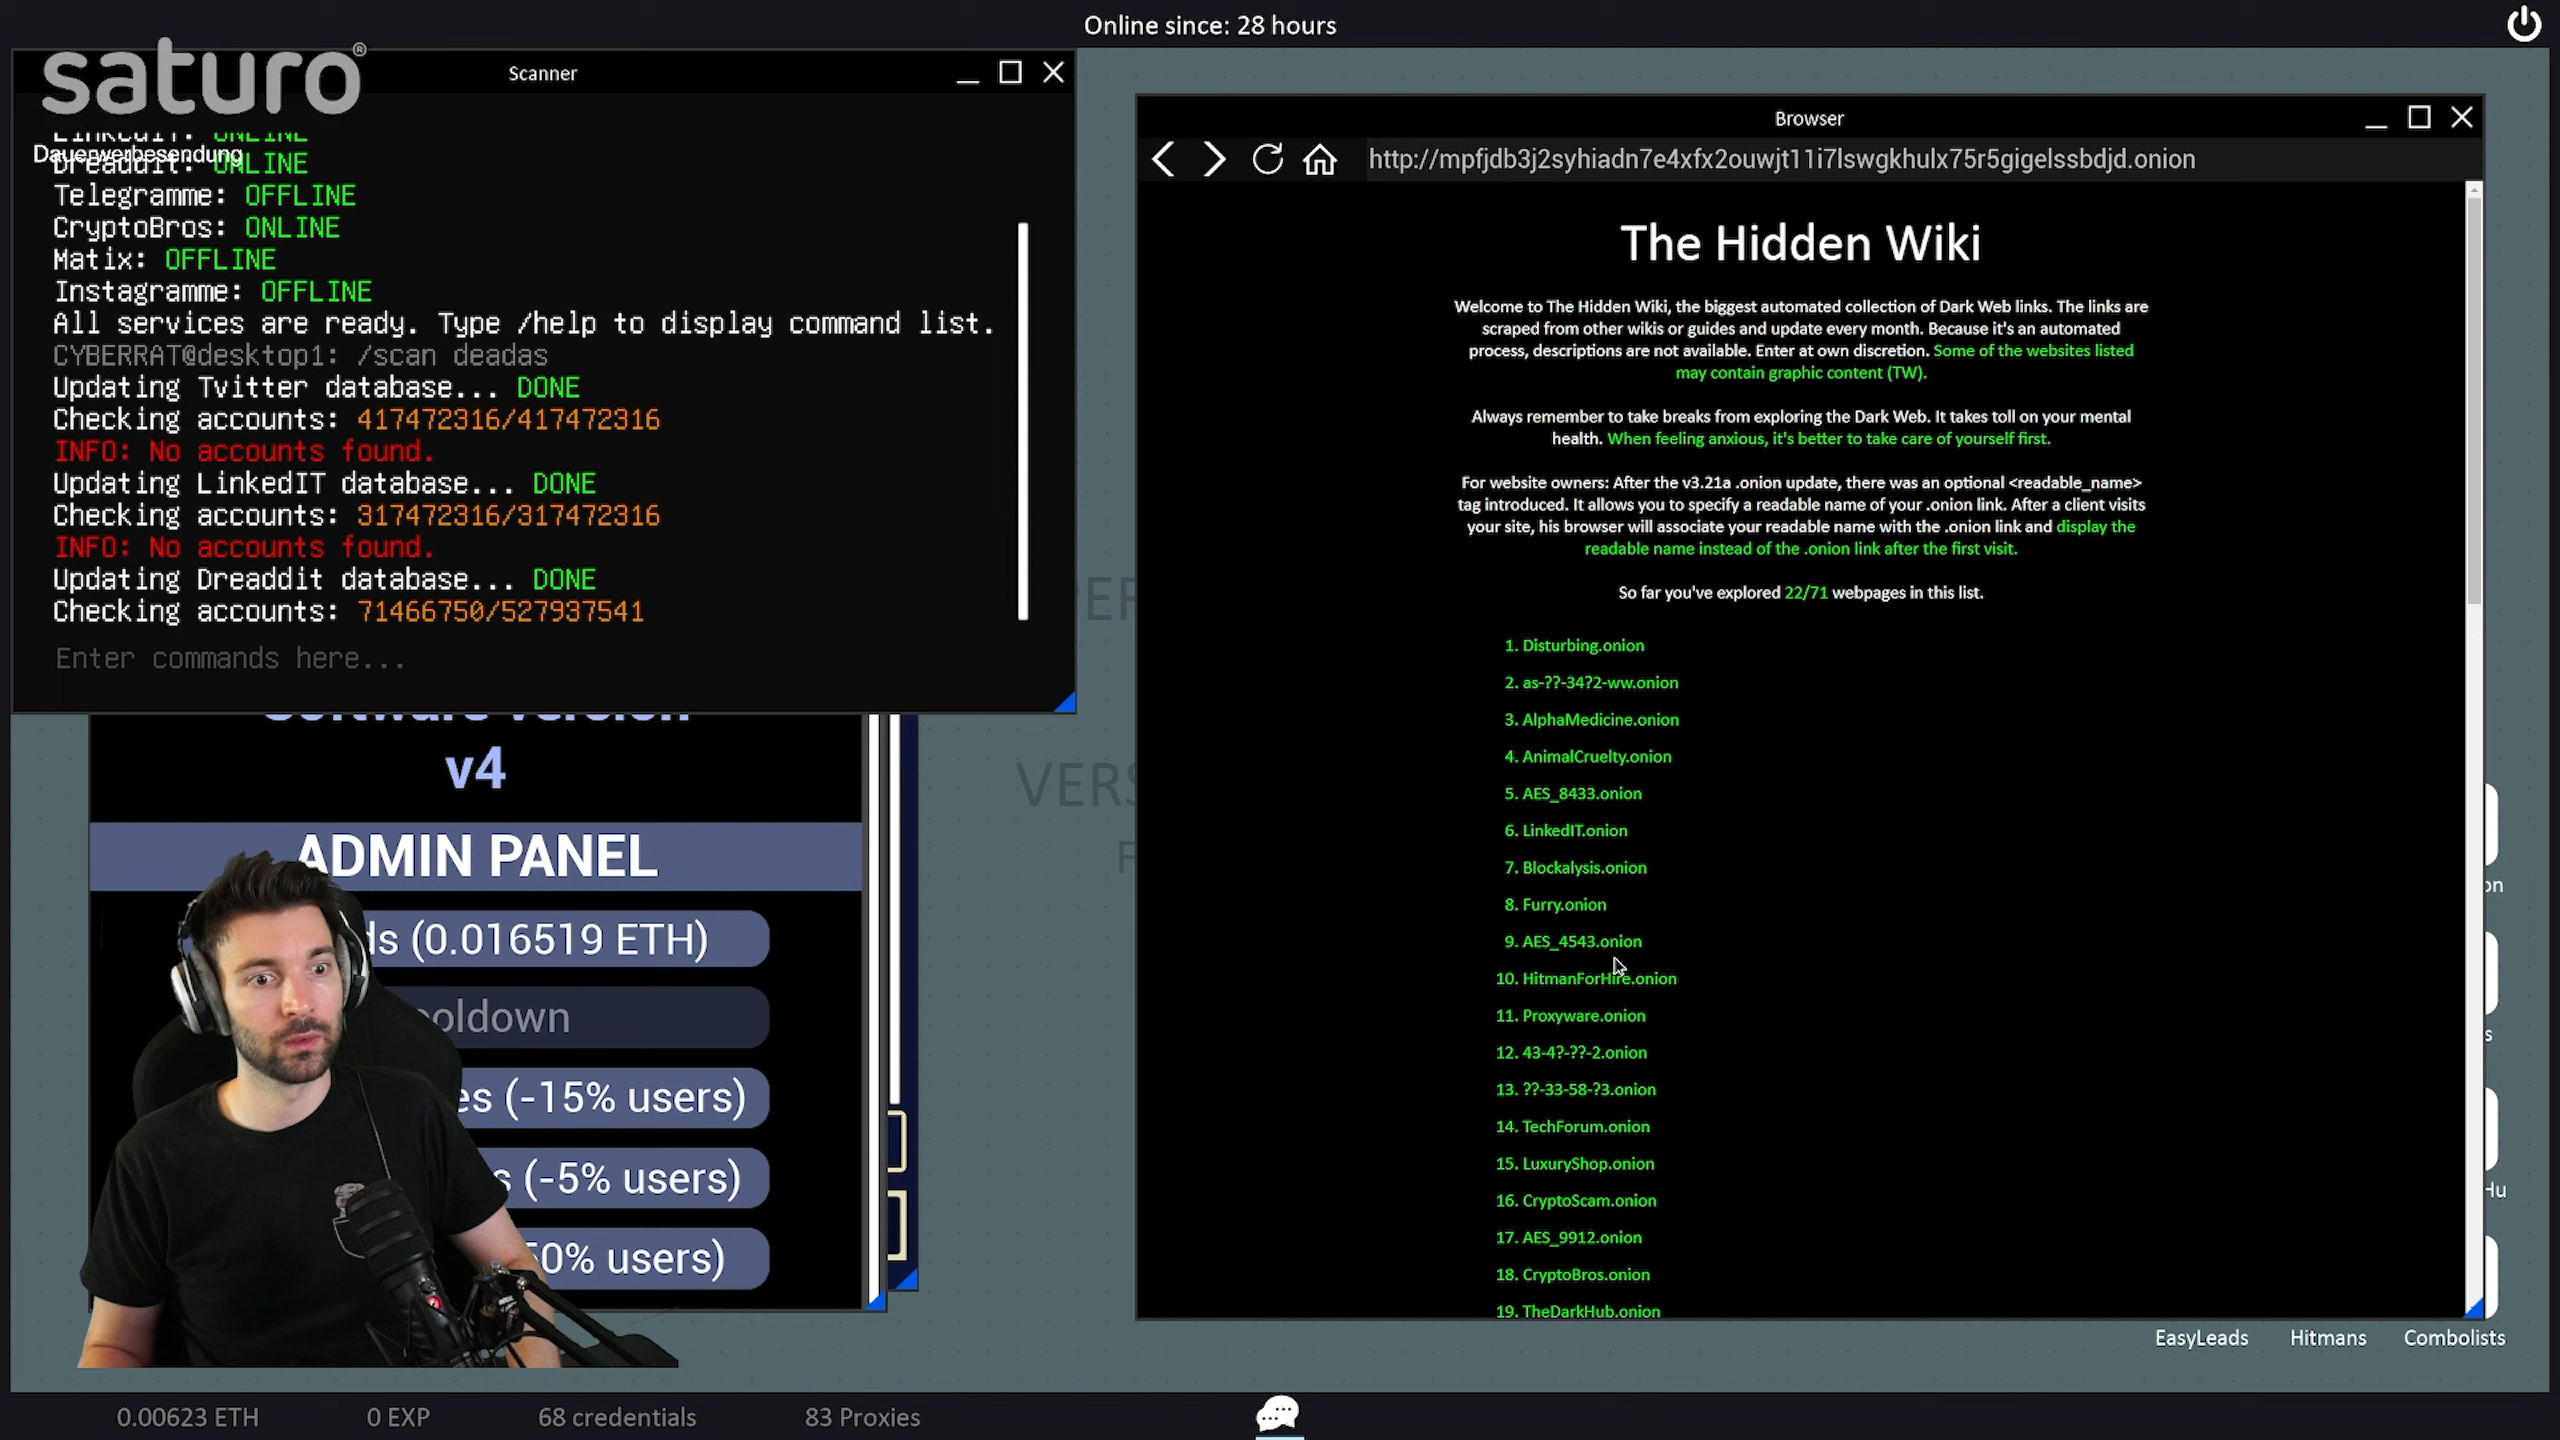 Online since: 28 hours
saturo®
Dauerwerbesendung
Scanner
LinkedIT: ONLINE
Dreaddit: ONLINE
Telegramme: OFFLINE
CryptoBros: ONLINE
Matix: OFFLINE
Instagramme: OFFLINE
All services are ready. Type /help to display command list.
CYBERRAT@desktop1: /scan deadas
Updating Tvitter database... DONE
Checking accounts: 417472316/417472316
INFO: No accounts found.
Updating LinkedIT database... DONE
Checking accounts: 317472316/317472316
INFO: No accounts found.
Updating Dreaddit database... DONE
Checking accounts: 71466750/527937541
Enter commands here...
Software version
v4
ADMIN PANEL
ds (0.016519 ETH)
ooldown
es (-15% users)
s (-5% users)
50% users)
PER
VERS
F
Browser
http://mpfjdb3j2syhiadn7e4xfx2ouwjt11i7lswgkhulx75r5gigelssbdjd.onion
The Hidden Wiki
Welcome to The Hidden Wiki, the biggest automated collection of Dark Web links. The links are
scraped from other wikis or guides and update every month. Because it's an automated
process, descriptions are not available. Enter at own discretion. Some of the websites listed
may contain graphic content (TW).
Always remember to take breaks from exploring the Dark Web. It takes toll on your mental
health. When feeling anxious, it's better to take care of yourself first.
For website owners: After the v3.21a .onion update, there was an optional <readable_name>
tag introduced. It allows you to specify a readable name of your .onion link. After a client visits
your site, his browser will associate your readable name with the .onion link and display the
readable name instead of the .onion link after the first visit.
So far you've explored 22/71 webpages in this list.
1. Disturbing.onion
2. as-??-34?2-ww.onion
3. AlphaMedicine.onion
4. AnimalCruelty.onion
5. AES_8433.onion
6. LinkedIT.onion
7. Blockalysis.onion
8. Furry.onion
9. AES_4543.onion
10. HitmanForHire.onion
11. Proxyware.onion
12. 43-4?-??-2.onion
13. ??-33-58-?3.onion
14. TechForum.onion
15. LuxuryShop.onion
16. CryptoScam.onion
17. AES_9912.onion
18. CryptoBros.onion
19. TheDarkHub.onion
on
s
Hu
EasyLeads
Hitmans
Combolists
0.00623 ETH
0 EXP
68 credentials
83 Proxies